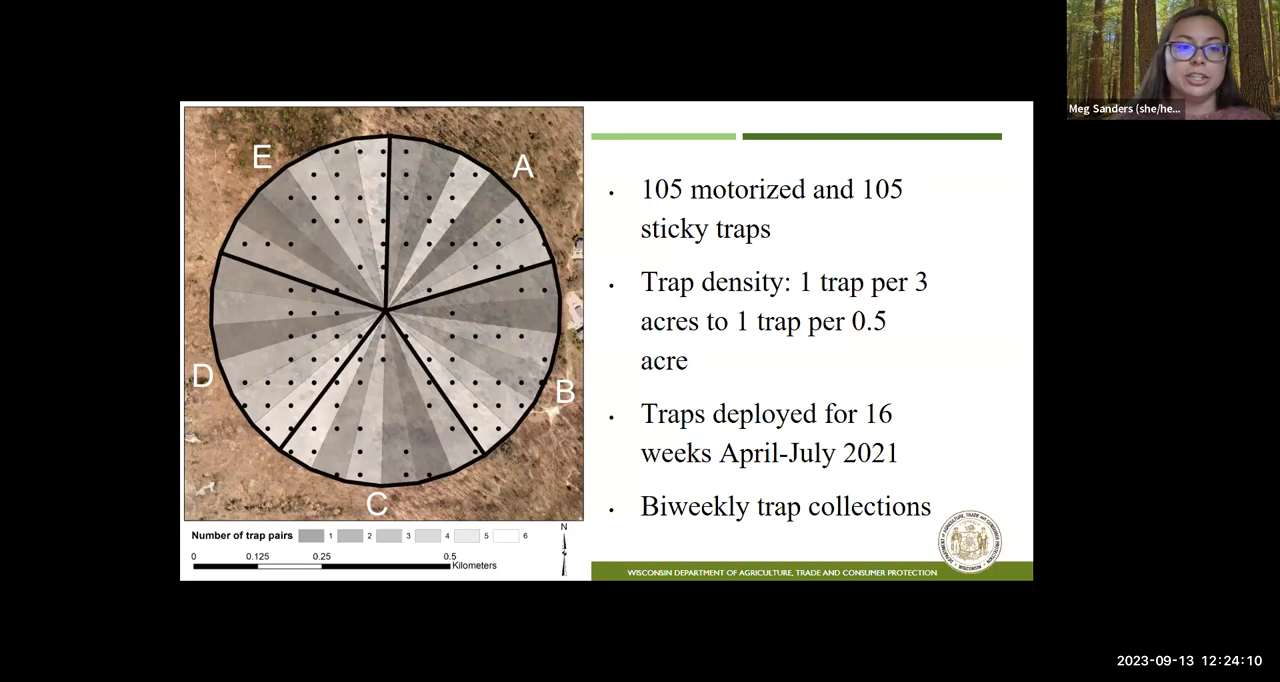 Meg Sanders (she/he...
E
A
D
B
C
Number of trap pairs 1 2 3 4 5 6
0 0.125 0.25 0.5
Kilometers
N
• 105 motorized and 105
sticky traps
• Trap density: 1 trap per 3
acres to 1 trap per 0.5
acre
• Traps deployed for 16
weeks April-July 2021
• Biweekly trap collections
WISCONSIN DEPARTMENT OF AGRICULTURE, TRADE AND CONSUMER PROTECTION
2023-09-13 12:24:10